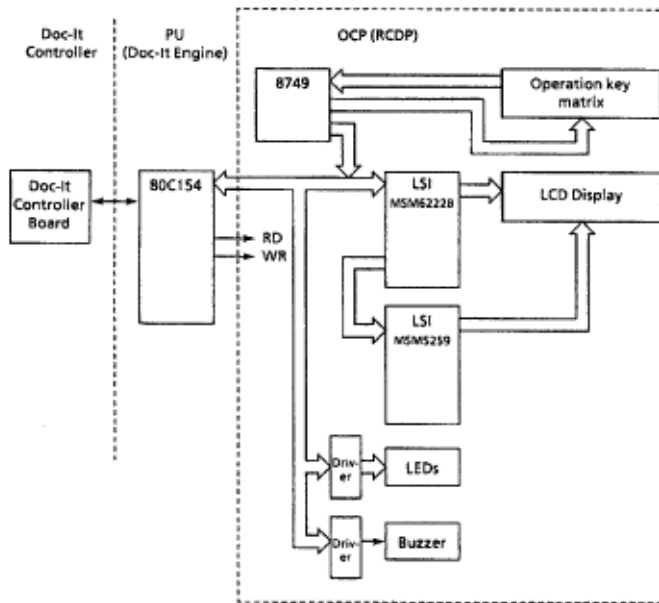 Doc-It
Controller
PU
(Doc-It Engine)
OCP (RCDP)
8749
Operation key
matrix
Doc-It
Controller
Board
80C154
RD
WR
LSI
MSM6222B
LCD Display
LSI
MSM5259
Driv-
er
LEDs
Driv-
er
Buzzer